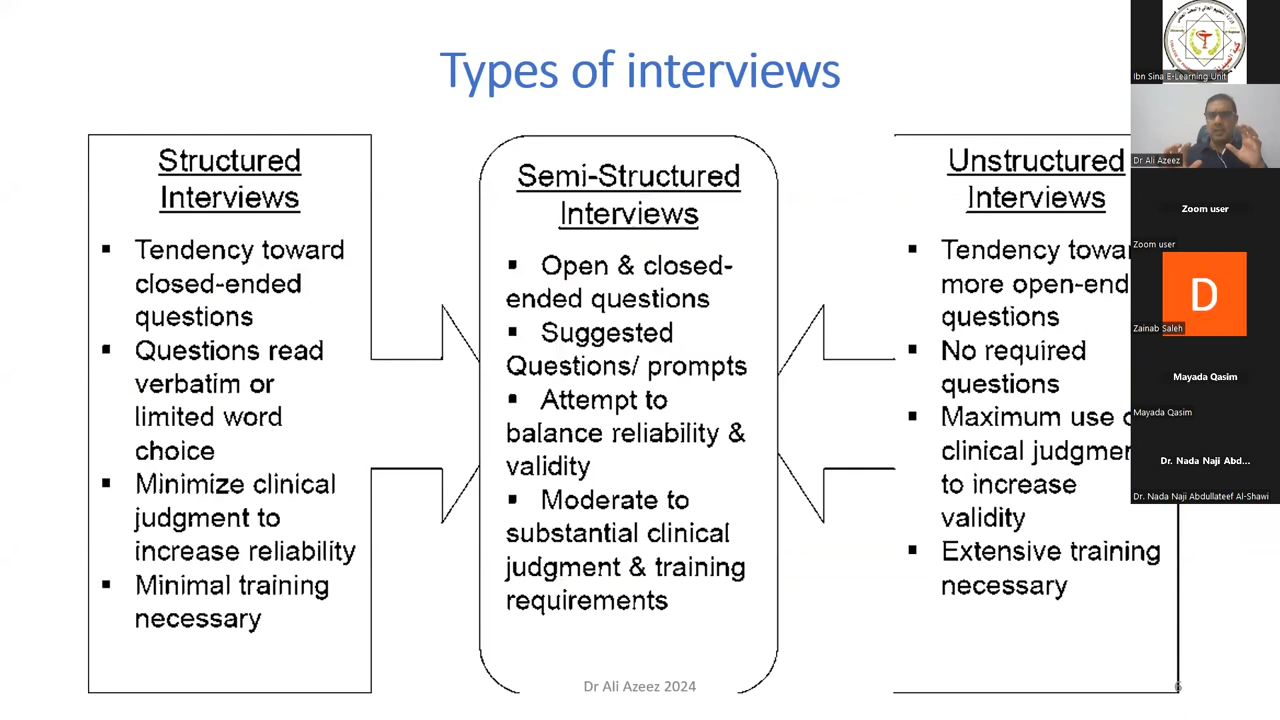 Types of interviews
Structured
Interviews
▪ Tendency toward
closed-ended
questions
▪ Questions read
verbatim or
limited word
choice
▪ Minimize clinical
judgment to
increase reliability
▪ Minimal training
necessary
Semi-Structured
Interviews
▪ Open & closed-
ended questions
▪ Suggested
Questions/ prompts
▪ Attempt to
balance reliability &
validity
▪ Moderate to
substantial clinical
judgment & training
requirements
Unstructured
Interviews
▪ Tendency
more
questions
▪ No required
questions
▪ Maximum use
clinical
to increase
validity
▪ Extensive training
necessary
Dr Ali Azeez 2024
6
Ibn Sina E-Learning Unit
Dr Ali Azeez
Zoom user
Zoom user
D
Zainab Saleh
Mayada Qasim
Mayada Qasim
Dr. Nada Naji Abd...
Dr. Nada Naji Abdullateef Al-Shawi